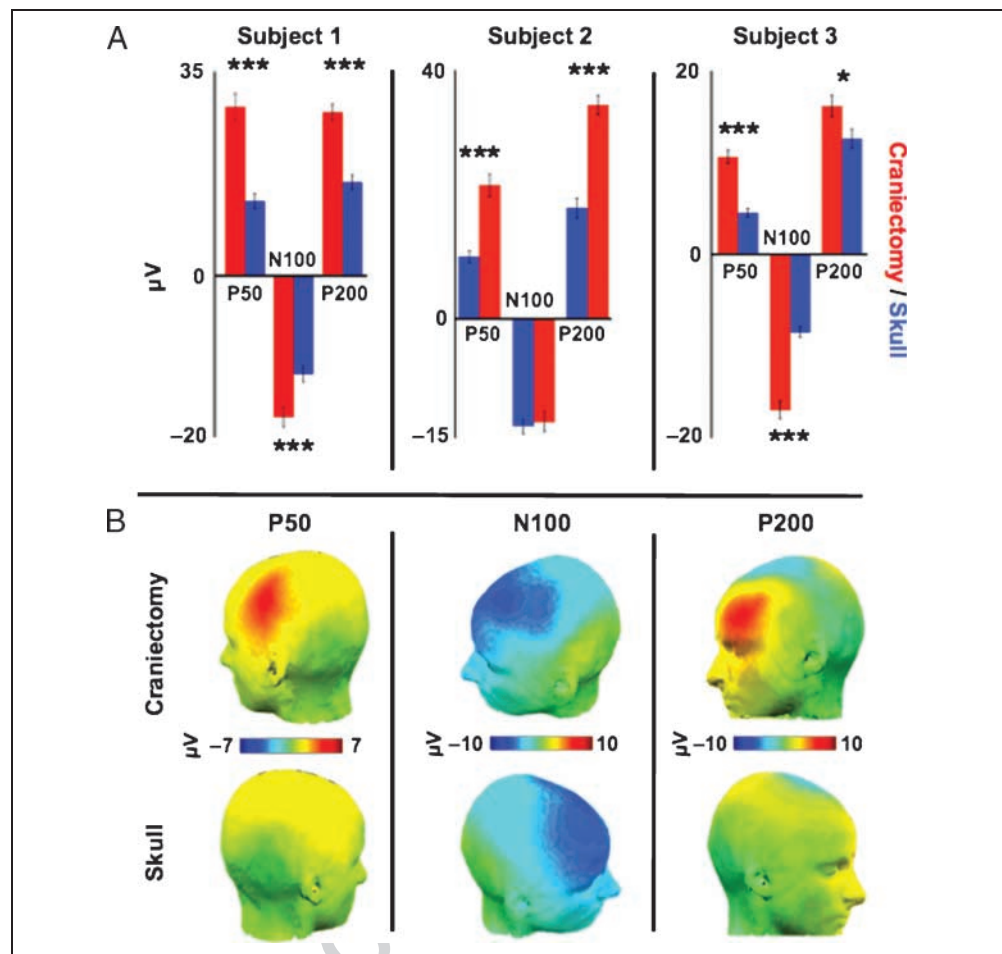 A
Subject 1
Subject 2
Subject 3
35
***
***
0
N100
P50
P200
***
−20
µV
40
***
***
0
N100
P50
P200
−15
20
***
*
0
N100
P50
P200
***
−20
Craniectomy / Skull
B
P50
N100
P200
Craniectomy
µV −7 7
µV −10 10
µV −10 10
Skull